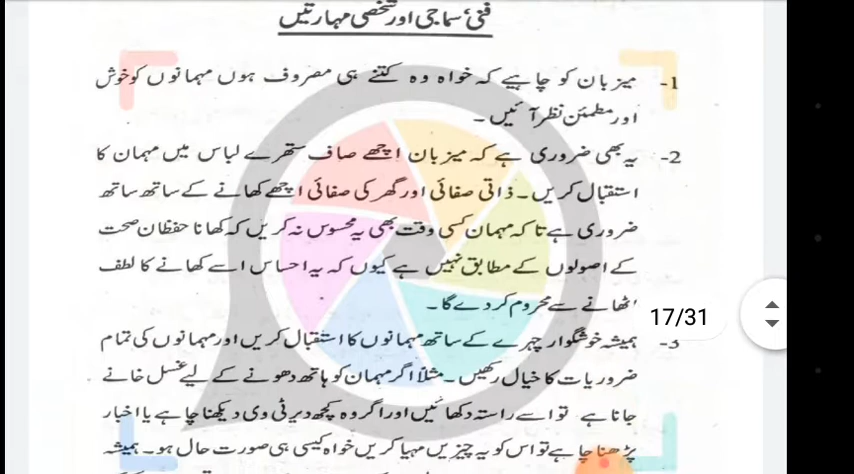 فنی، سماجی اور شخصی مہارتیں
1- میزبان کو چاہیے کہ خواہ وہ کتنے ہی مصروف ہوں مہمانوں کو خوش
اور مطمئن نظر آئیں۔
2- یہ بھی ضروری ہے کہ میزبان اچھے صاف ستھرے لباس میں مہمان کا
استقبال کریں۔ ذاتی صفائی اور گھر کی صفائی اچھے کھانے کے ساتھ ساتھ
ضروری ہے تاکہ مہمان کسی وقت بھی یہ محسوس نہ کریں کہ کھانا حفظان صحت
کے اصولوں کے مطابق نہیں ہے کیوں کہ یہ احساس اسے کھانے کا لطف
اٹھانے سے محروم کر دے گا۔
17/31
3- ہمیشہ خوشگوار چہرے کے ساتھ مہمانوں کا استقبال کریں اور مہمانوں کی تمام
ضروریات کا خیال رکھیں۔ مثلاً اگر مہمان کو ہاتھ دھونے کے لیے غسل خانے
جانا ہے تو اسے راستہ دکھائیں اور اگر وہ کچھ دیر ٹی وی دیکھنا چاہے یا اخبار
پڑھنا چاہے تو اس کو یہ چیزیں مہیا کریں خواہ کیسی ہی صورت حال ہو۔ ہمیشہ